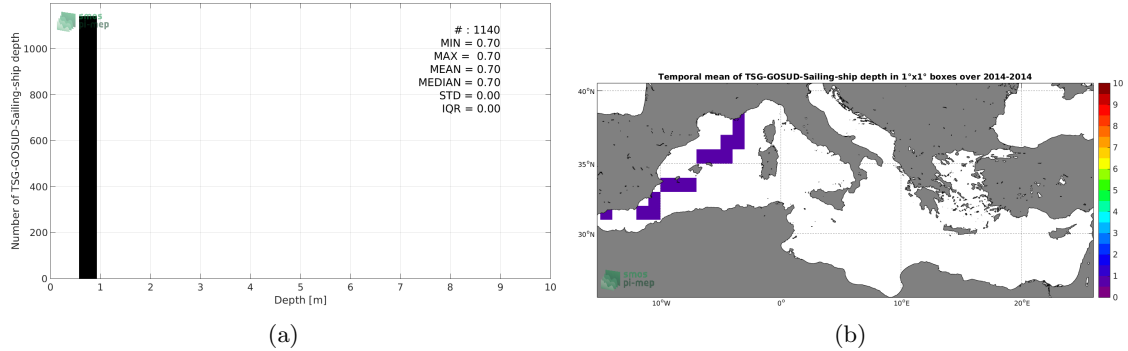 smos
pi-mep
# : 1140
MIN = 0.70
MAX = 0.70
MEAN = 0.70
MEDIAN = 0.70
STD = 0.00
IQR = 0.00
Number of TSG-GOSUD-Sailing-ship depth
1000
800
600
400
200
0
0 1 2 3 4 5 6 7 8 9 10
Depth [m]
(a)
Temporal mean of TSG-GOSUD-Sailing-ship depth in 1°x1° boxes over 2014-2014
40°N
35°N
30°N
10°W 0° 10°E 20°E
smos
pi-mep
10
9
8
7
6
5
4
3
2
1
0
(b)